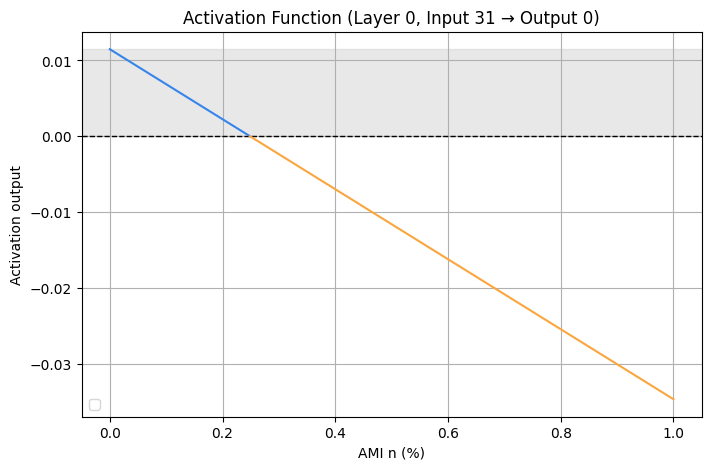 Activation Function (Layer 0, Input 31 → Output 0)
Activation output
0.01
0.00
−0.01
−0.02
−0.03
0.0 0.2 0.4 0.6 0.8 1.0
AMI n (%)